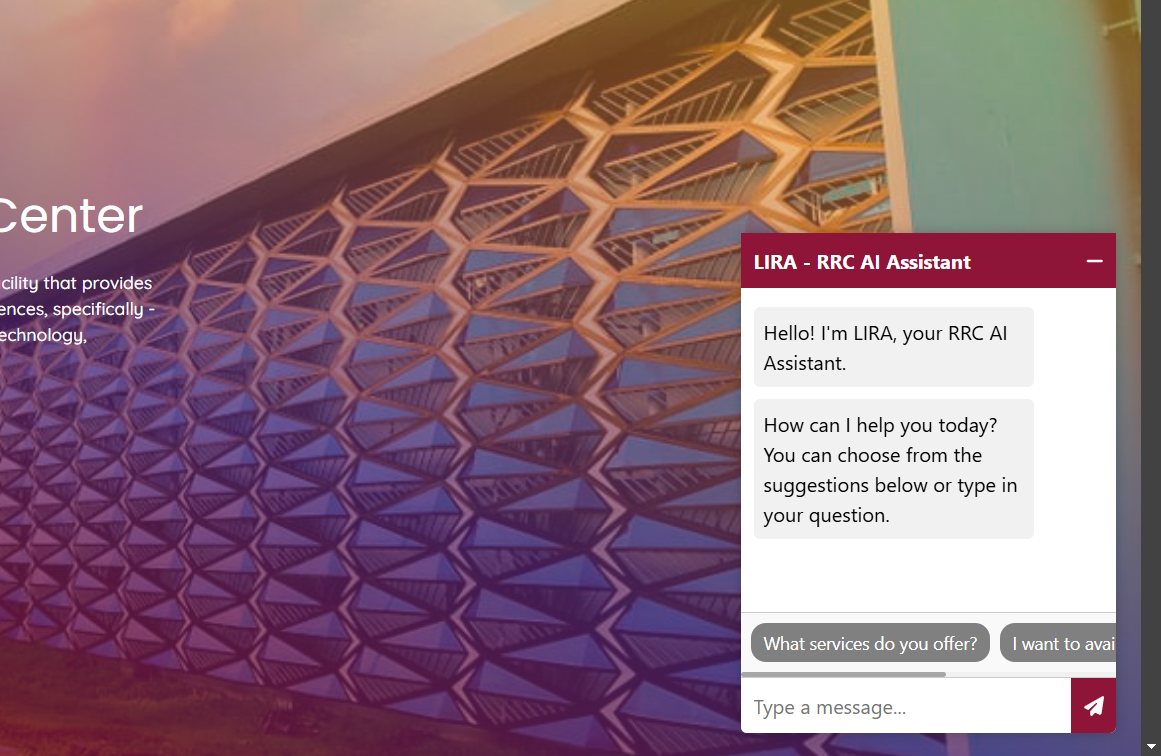 Center
cility that provides
ences, specifically -
echnology,
LIRA - RRC AI Assistant
Hello! I'm LIRA, your RRC AI
Assistant.
How can I help you today?
You can choose from the
suggestions below or type in
your question.
What services do you offer?
I want to avai
Type a message...